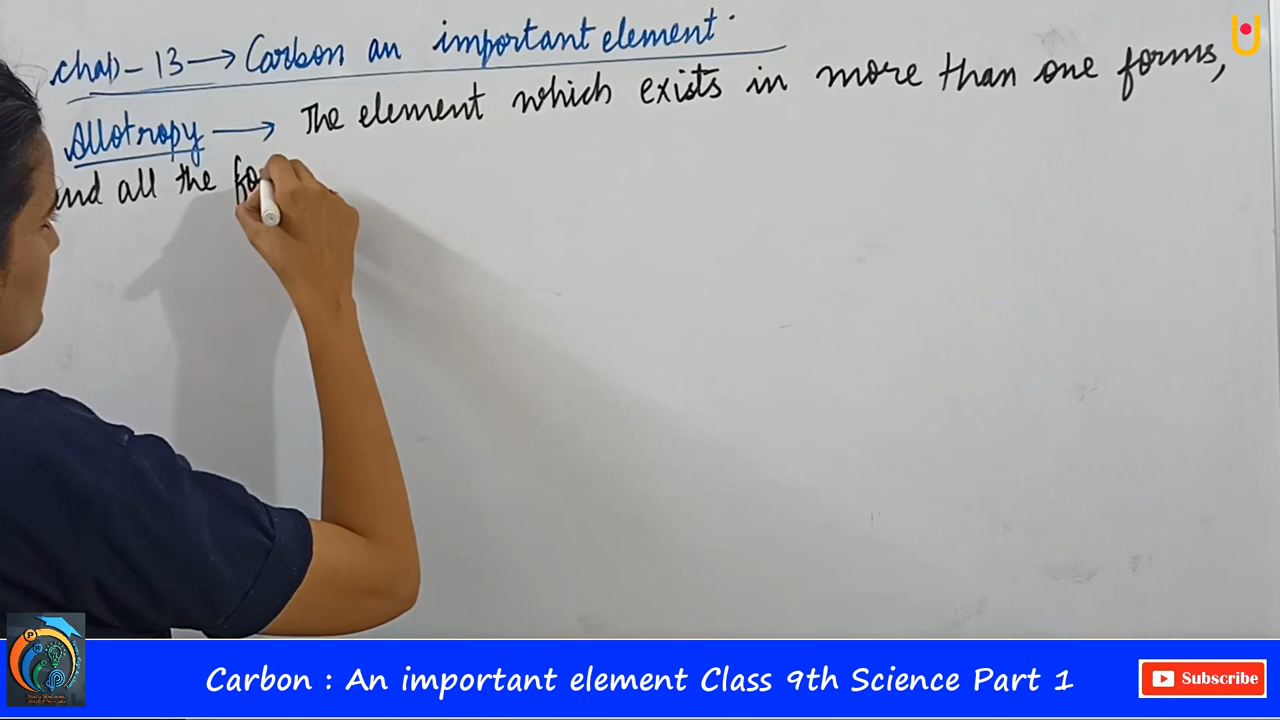 Chap-13 → Carbon an important element.
Allotropy → The element which exists in more than one forms,
and all the fo
Carbon : An important element Class 9th Science Part 1
Subscribe